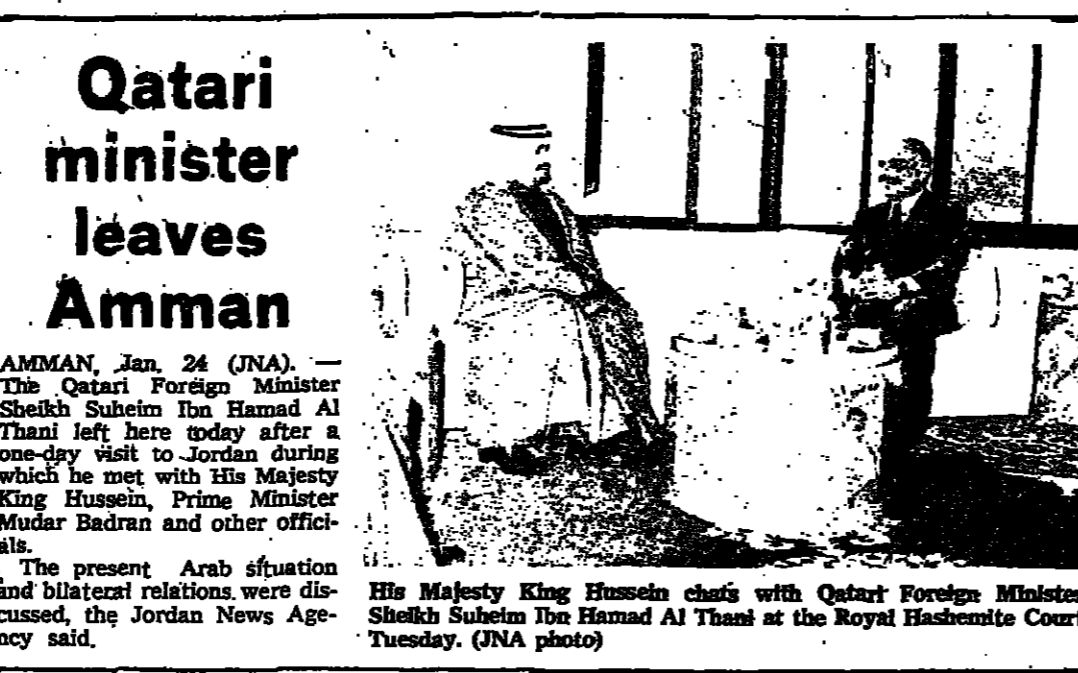 Qatari
minister
leaves
Amman
AMMAN, Jan. 24 (JNA). —
The Qatari Foreign Minister
Sheikh Suheim Ibn Hamad Al
Thani left here today after a
one-day visit to Jordan during
which he met with His Majesty
King Hussein, Prime Minister
Mudar Badran and other offici-
als.
The present Arab situation
and bilateral relations were dis-
cussed, the Jordan News Age-
ncy said.
His Majesty King Hussein chats with Qatari Foreign Minister
Sheikh Suheim Ibn Hamad Al Thani at the Royal Hashemite Court
Tuesday. (JNA photo)